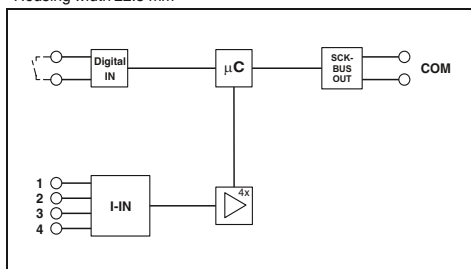 Housing width 22.5 mm
Digital
IN
µC
SCK-
BUS
OUT
COM
1
2
3
4
I-IN
4x